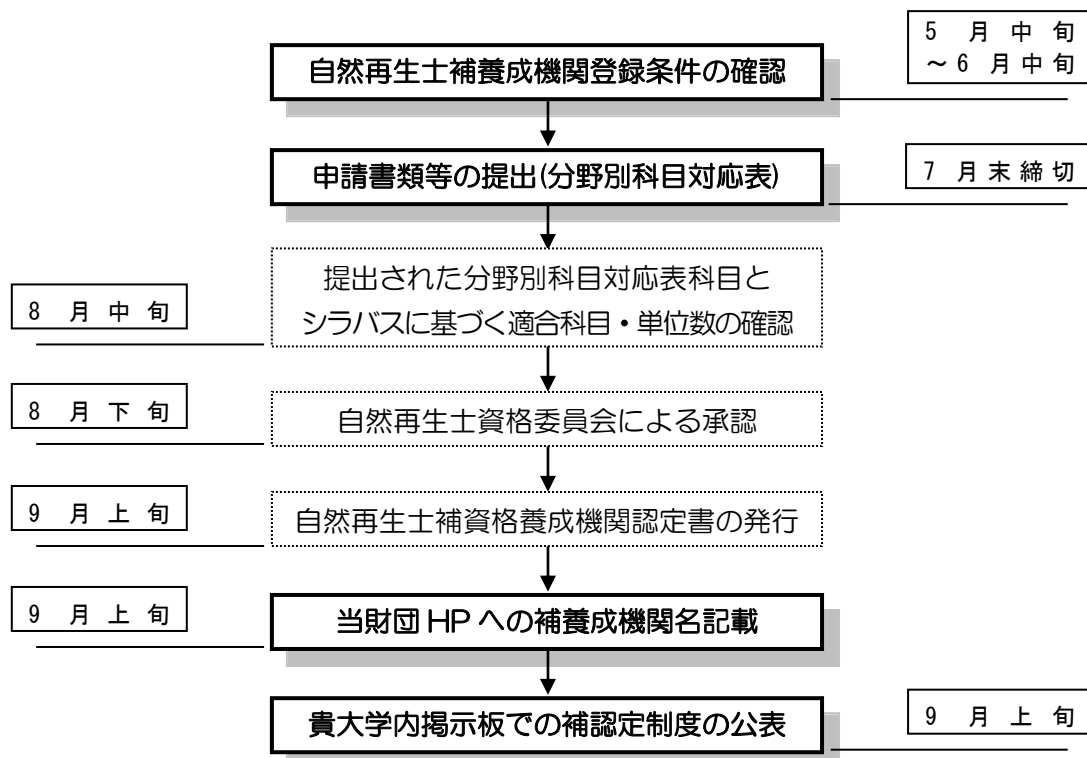 5月中旬
～6月中旬
自然再生士補養成機関登録条件の確認
申請書類等の提出(分野別科目対応表)
7月末締切
提出された分野別科目対応表科目と
シラバスに基づく適合科目・単位数の確認
8月中旬
自然再生士資格委員会による承認
8月下旬
自然再生士補資格養成機関認定書の発行
9月上旬
当財団HPへの補養成機関名記載
9月上旬
貴大学内掲示板での補認定制度の公表
9月上旬